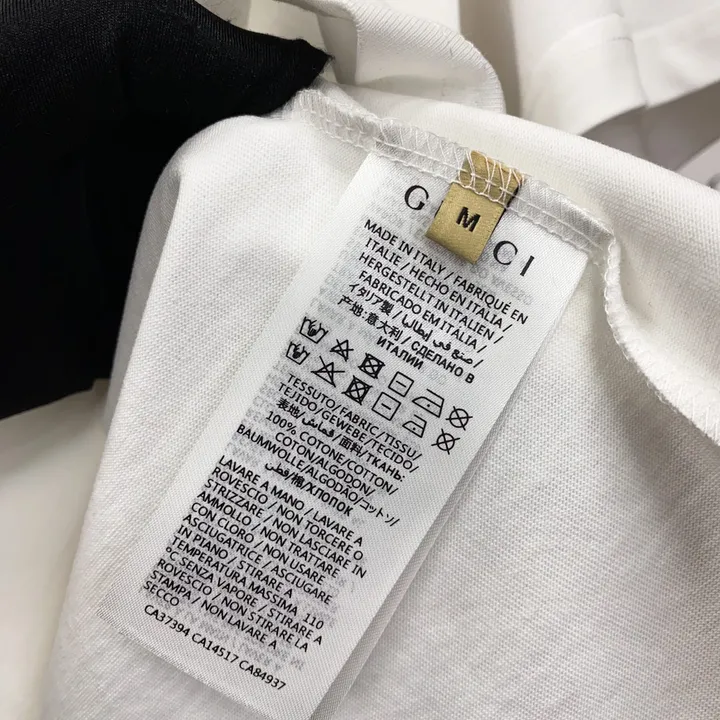 G CI
M
MADE IN ITALY / FABRIQUÉ EN
ITALIE / HECHO EN ITALIA /
HERGESTELLT IN ITALIEN /
FABRICADO EM ITALIA /
イタリア製 / صنع في إيطاليا /
产地: 意大利 / СДЕЛАНО В
ИТАЛИИ
TESSUTO/FABRIC/TISSU/
TEJIDO/GEWEBE/TECIDO
表地/ قماش / 面料/ТКАНЬ:
100% COTONE/COTTON/
COTON/ALGODON/
BAUMWOLLE/ALGODÃO/コットン/
قطن/棉/ХЛОПОК
LAVARE A MANO / LAVARE A
ROVESCIO / NON TORCERE O
STRIZZARE / NON LASCIARE IN
AMMOLLO / NON TRATTARE
CON CLORO / NON USARE
ASCIUGATRICE / ASCIUGARE
IN PIANO / STIRARE A
TEMPERATURA MASSIMA 110
°C SENZA VAPORE / STIRARE A
ROVESCIO / NON STIRARE LA
STAMPA / NON LAVARE A
SECCO
CA37394 CA14517 CA84937